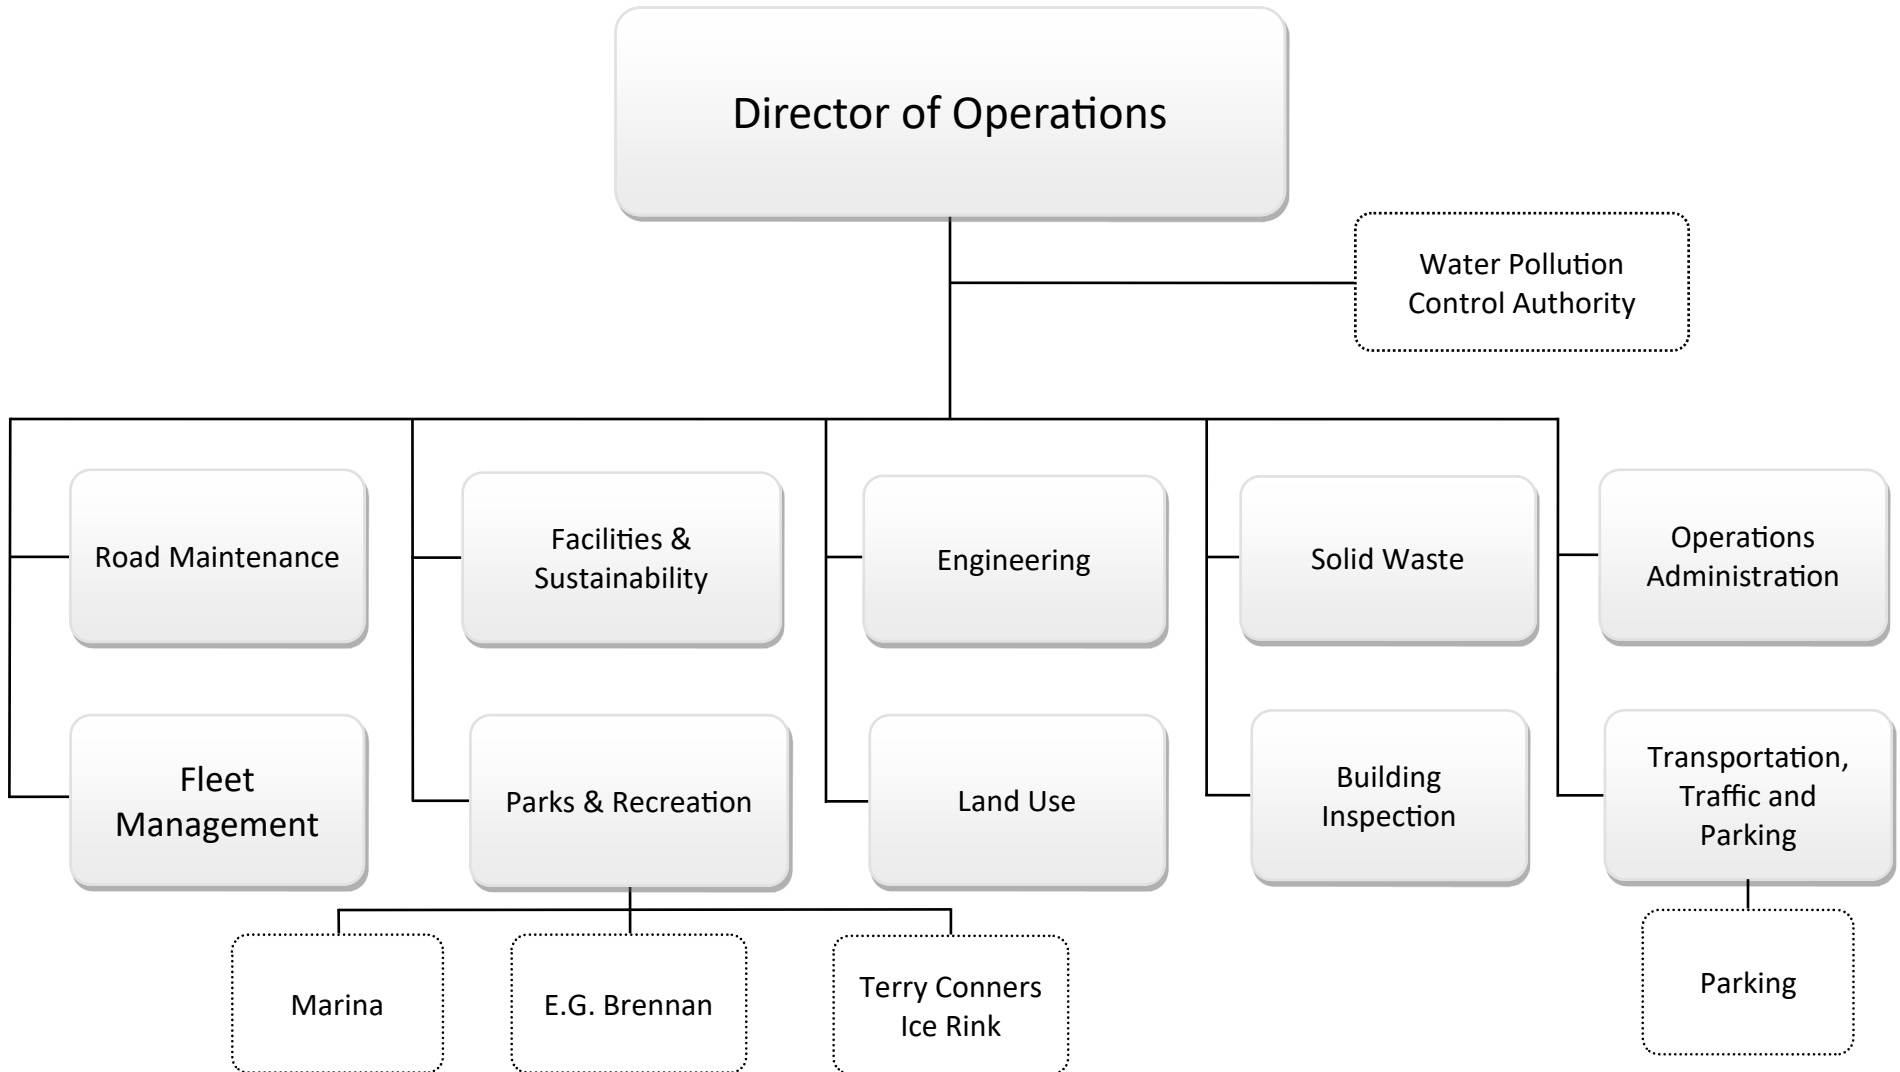 Director of Operations
Water Pollution
Control Authority
Road Maintenance
Facilities &
Sustainability
Engineering
Solid Waste
Operations
Administration
Fleet
Management
Parks & Recreation
Land Use
Building
Inspection
Transportation,
Traffic and
Parking
Marina
E.G. Brennan
Terry Conners
Ice Rink
Parking